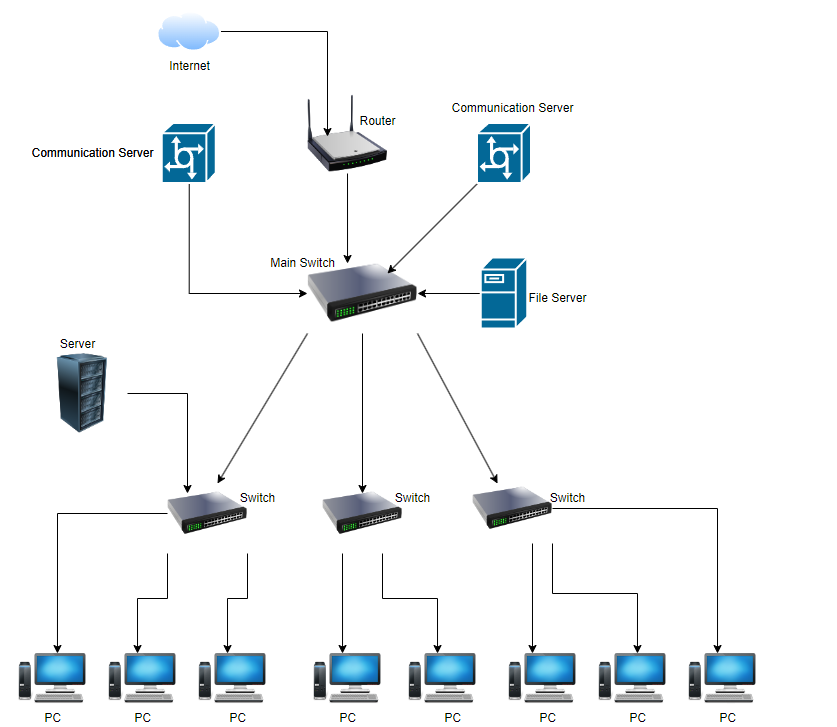 Internet
Router
Communication Server
Communication Server
Main Switch
File Server
Server
Switch
Switch
Switch
PC
PC
PC
PC
PC
PC
PC
PC